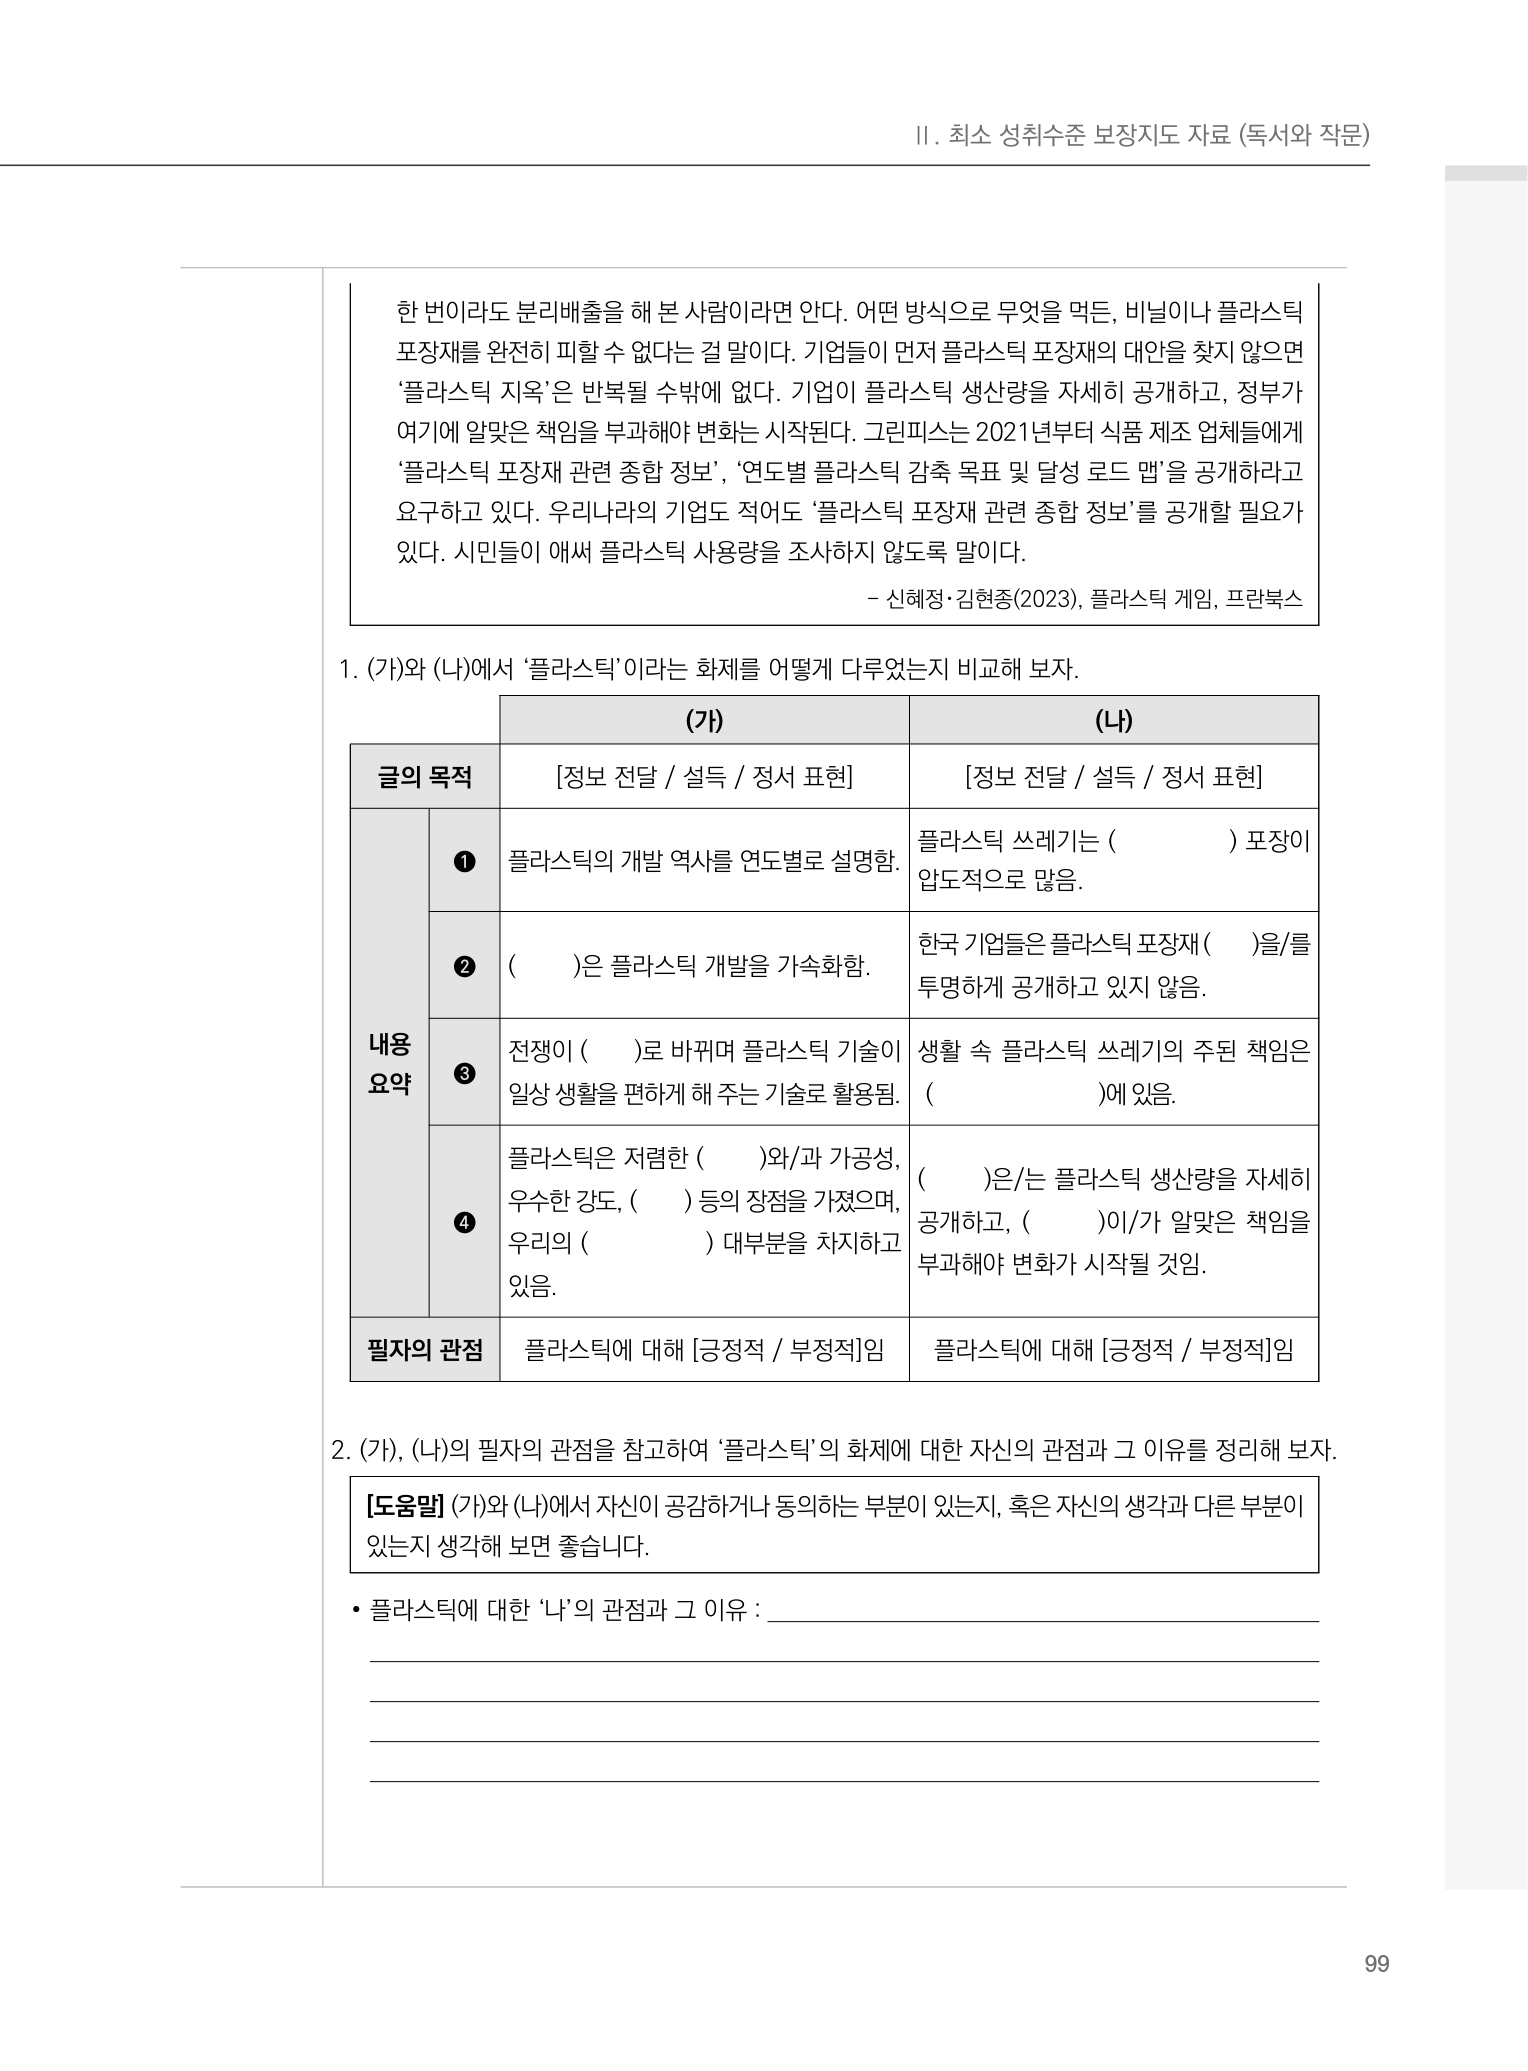 Ⅱ. 최소 성취수준 보장지도 자료 (독서와 작문)
한 번이라도 분리배출을 해 본 사람이라면 안다. 어떤 방식으로 무엇을 먹든, 비닐이나 플라스틱
포장재를 완전히 피할 수 없다는 걸 말이다. 기업들이 먼저 플라스틱 포장재의 대안을 찾지 않으면
‘플라스틱 지옥’은 반복될 수밖에 없다. 기업이 플라스틱 생산량을 자세히 공개하고, 정부가
여기에 알맞은 책임을 부과해야 변화는 시작된다. 그린피스는 2021년부터 식품 제조 업체들에게
‘플라스틱 포장재 관련 종합 정보’, ‘연도별 플라스틱 감축 목표 및 달성 로드 맵’을 공개하라고
요구하고 있다. 우리나라의 기업도 적어도 ‘플라스틱 포장재 관련 종합 정보’를 공개할 필요가
있다. 시민들이 애써 플라스틱 사용량을 조사하지 않도록 말이다.
– 신혜정·김현종(2023), 플라스틱 게임, 프란북스
1. (가)와 (나)에서 ‘플라스틱’이라는 화제를 어떻게 다루었는지 비교해 보자.
(가) (나)
글의 목적 [정보 전달 / 설득 / 정서 표현] [정보 전달 / 설득 / 정서 표현]
내용
요약
❶ 플라스틱의 개발 역사를 연도별로 설명함.
플라스틱 쓰레기는 ( ) 포장이
압도적으로 많음.
❷ ( )은 플라스틱 개발을 가속화함.
한국 기업들은 플라스틱 포장재( )을/를
투명하게 공개하고 있지 않음.
❸
전쟁이 ( )로 바뀌며 플라스틱 기술이
일상 생활을 편하게 해 주는 기술로 활용됨.
생활 속 플라스틱 쓰레기의 주된 책임은
( )에 있음.
❹
플라스틱은 저렴한 ( )와/과 가공성,
우수한 강도, ( ) 등의 장점을 가졌으며,
우리의 ( ) 대부분을 차지하고
있음.
( )은/는 플라스틱 생산량을 자세히
공개하고, ( )이/가 알맞은 책임을
부과해야 변화가 시작될 것임.
필자의 관점 플라스틱에 대해 [긍정적 / 부정적]임 플라스틱에 대해 [긍정적 / 부정적]임
2. (가), (나)의 필자의 관점을 참고하여 ‘플라스틱’의 화제에 대한 자신의 관점과 그 이유를 정리해 보자.
[도움말] (가)와 (나)에서 자신이 공감하거나 동의하는 부분이 있는지, 혹은 자신의 생각과 다른 부분이
있는지 생각해 보면 좋습니다.
• 플라스틱에 대한 ‘나’의 관점과 그 이유 :
99